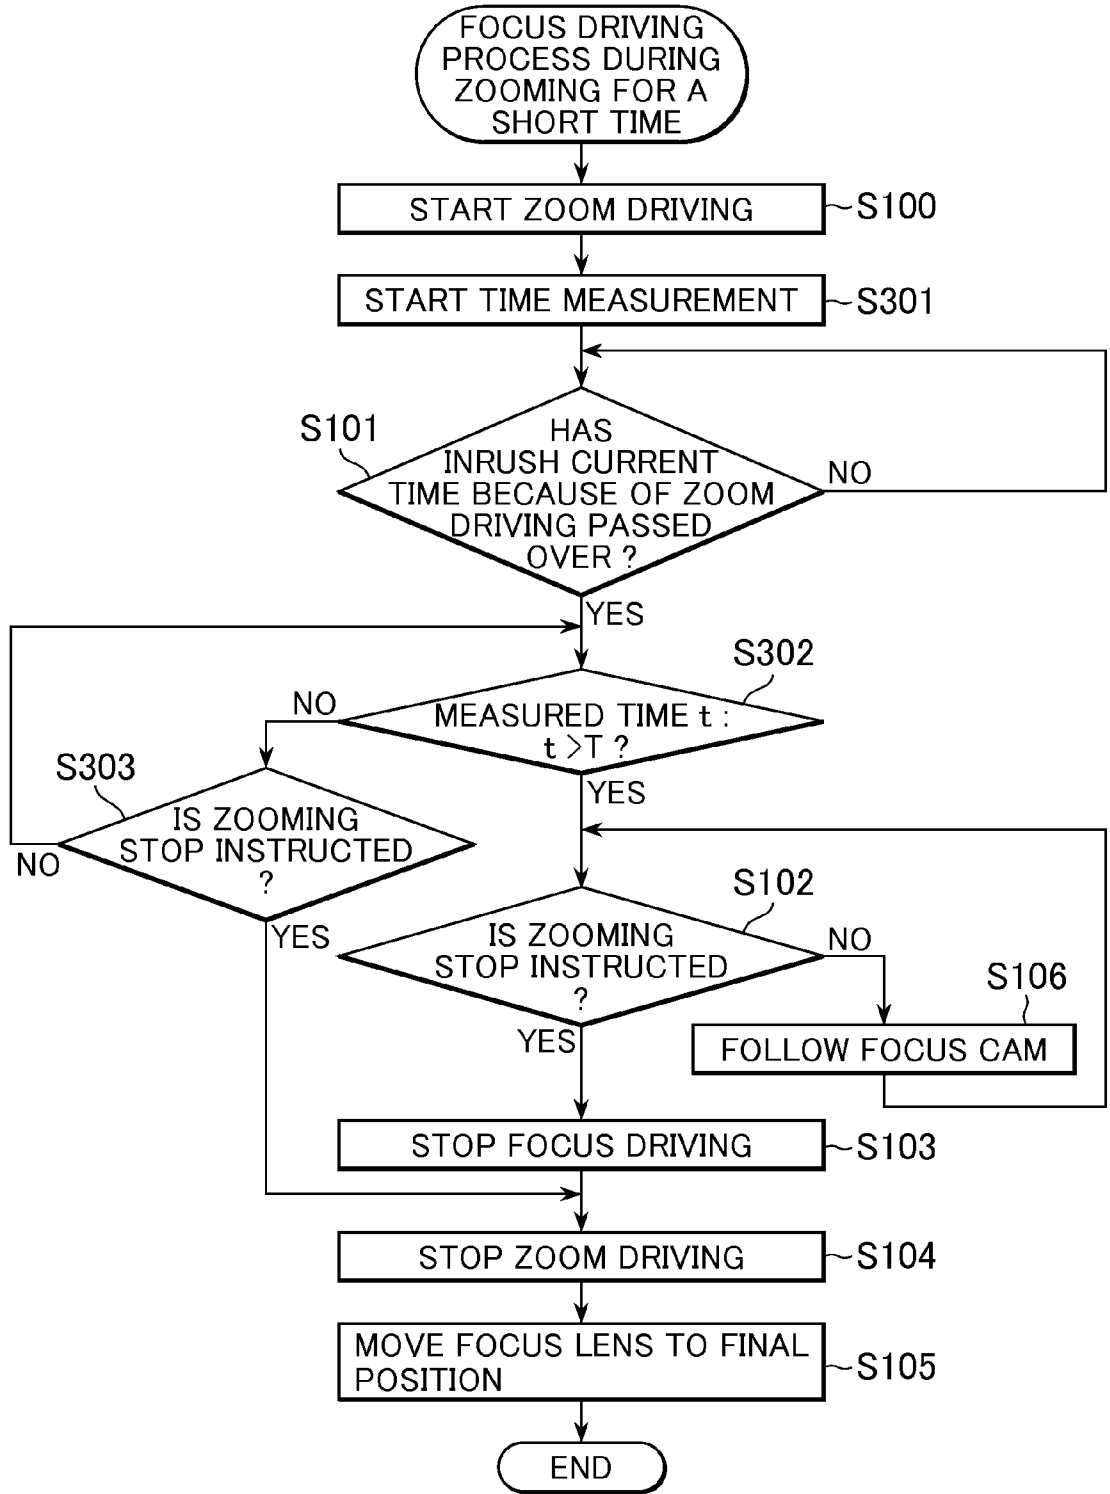 FOCUS DRIVING
PROCESS DURING
ZOOMING FOR A
SHORT TIME
START ZOOM DRIVING
S100
START TIME MEASUREMENT
S301
S101
HAS
INRUSH CURRENT
TIME BECAUSE OF ZOOM
DRIVING PASSED
OVER ?
NO
YES
S302
MEASURED TIME t :
t >T ?
NO
YES
S303
IS ZOOMING
STOP INSTRUCTED
?
NO
YES
S102
IS ZOOMING
STOP INSTRUCTED
?
NO
YES
S106
FOLLOW FOCUS CAM
STOP FOCUS DRIVING
S103
STOP ZOOM DRIVING
S104
MOVE FOCUS LENS TO FINAL
POSITION
S105
END